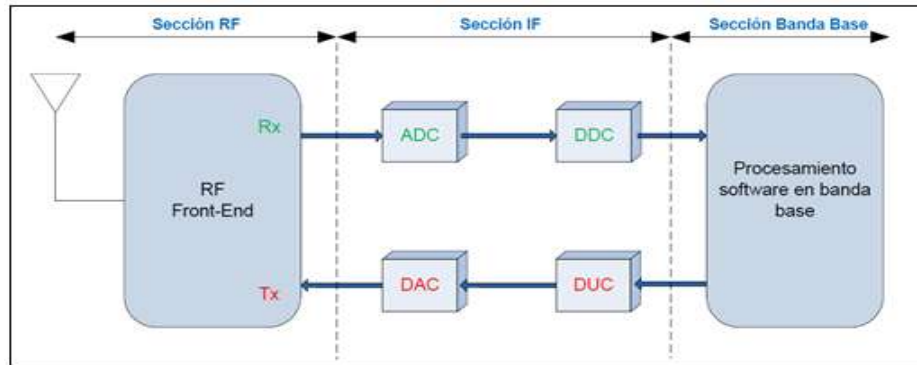 Sección RF
Sección IF
Sección Banda Base
Rx
ADC
DDC
RF
Front-End
Procesamiento
software en banda
base
Tx
DAC
DUC